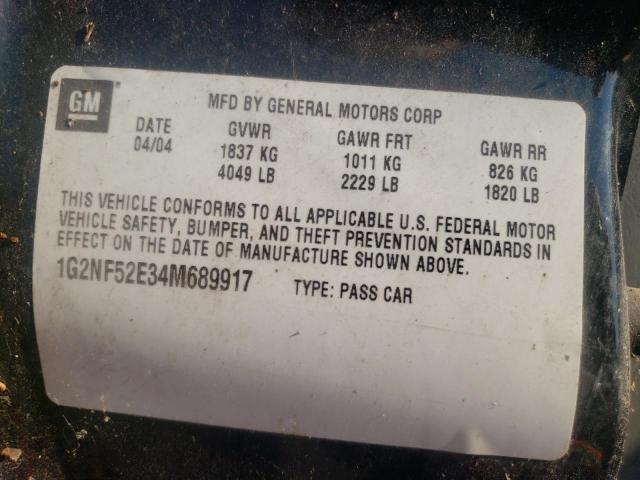 GM
MFD BY GENERAL MOTORS CORP
DATE GVWR GAWR FRT GAWR RR
04/04 1837 KG 1011 KG 826 KG
4049 LB 2229 LB 1820 LB
THIS VEHICLE CONFORMS TO ALL APPLICABLE U.S. FEDERAL MOTOR
VEHICLE SAFETY, BUMPER, AND THEFT PREVENTION STANDARDS IN
EFFECT ON THE DATE OF MANUFACTURE SHOWN ABOVE.
1G2NF52E34M689917 TYPE: PASS CAR